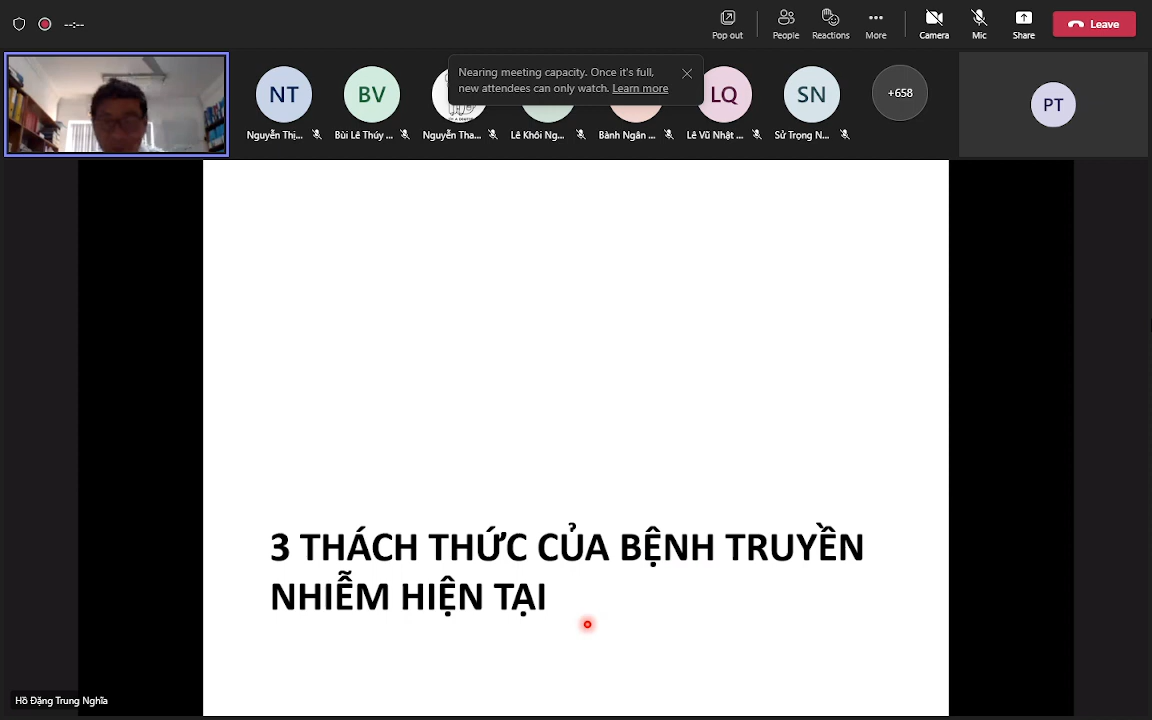 --:--
Pop out
People
Reactions
More
Camera
Mic
Share
Leave
Nearing meeting capacity. Once it's full,
new attendees can only watch. Learn more
NT
BV
LQ
SN
+658
PT
Nguyễn Thị...
Bùi Lê Thúy ...
Nguyễn Tha...
Lê Khôi Ng...
Bành Ngân ...
Lê Vũ Nhật ...
Sử Trọng N...
3 THÁCH THỨC CỦA BỆNH TRUYỀN
NHIỄM HIỆN TẠI
Hồ Đặng Trung Nghĩa